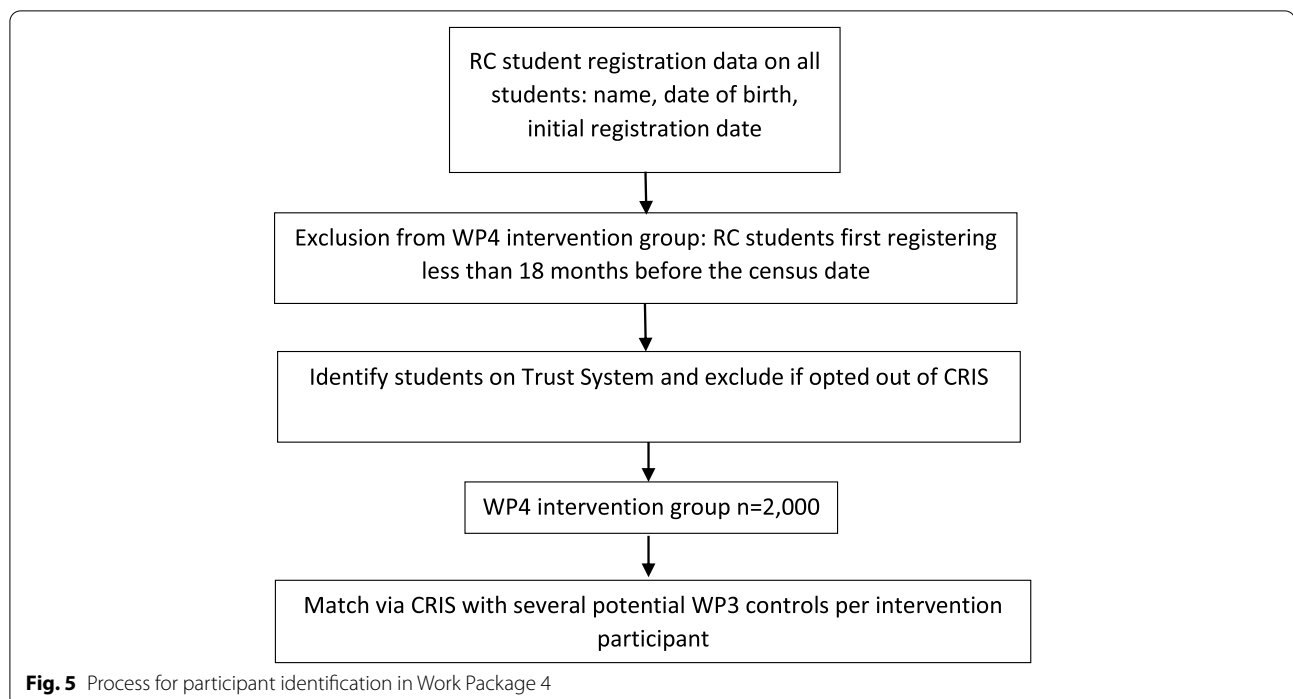 RC student registration data on all
students: name, date of birth,
initial registration date
Exclusion from WP4 intervention group: RC students first registering
less than 18 months before the census date
Identify students on Trust System and exclude if opted out of CRIS
WP4 intervention group n=2,000
Match via CRIS with several potential WP3 controls per intervention
participant
Fig. 5 Process for participant identification in Work Package 4